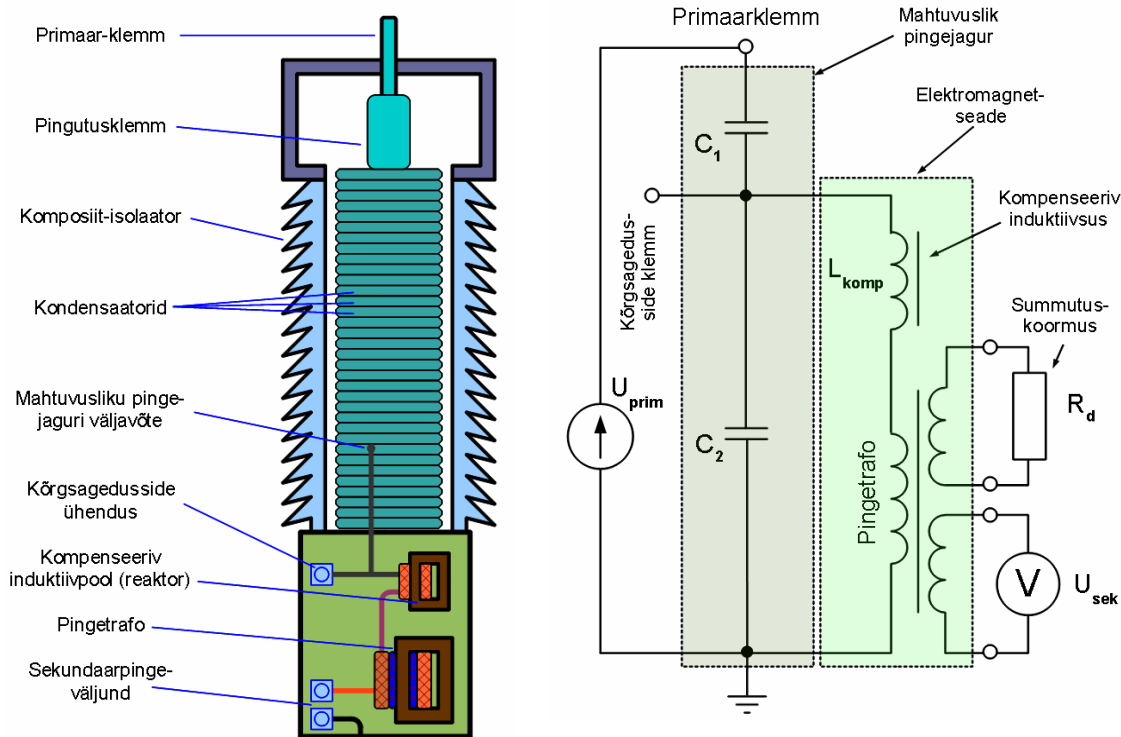 Primaar-klemm
Pingutusklemm
Komposiit-isolaator
Kondensaatorid
Mahtuvusliku pinge-
jaguri väljavõte
Kõrgsagedusside
ühendus
Kompenseeriv
induktiivpool (reaktor)
Pingetrafo
Sekundaarpinge-
väljund
Primaarklemm
Mahtuvuslik
pingejagur
Elektromagnet-
seade
C1
Kõrgsagedus-
side klemm
Kompenseeriv
induktiivsus
Lkomp
Summutus-
koormus
Uprim
Rd
C2
Pingetrafo
V
Usek